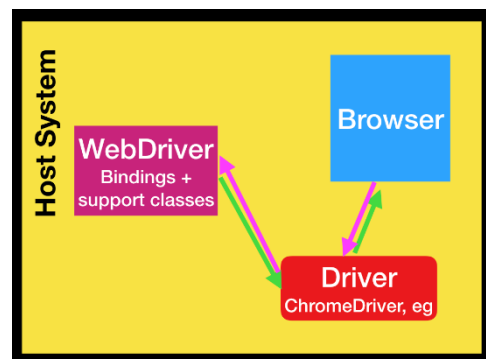 Host System
WebDriver
Bindings +
support classes
Browser
Driver
ChromeDriver, eg